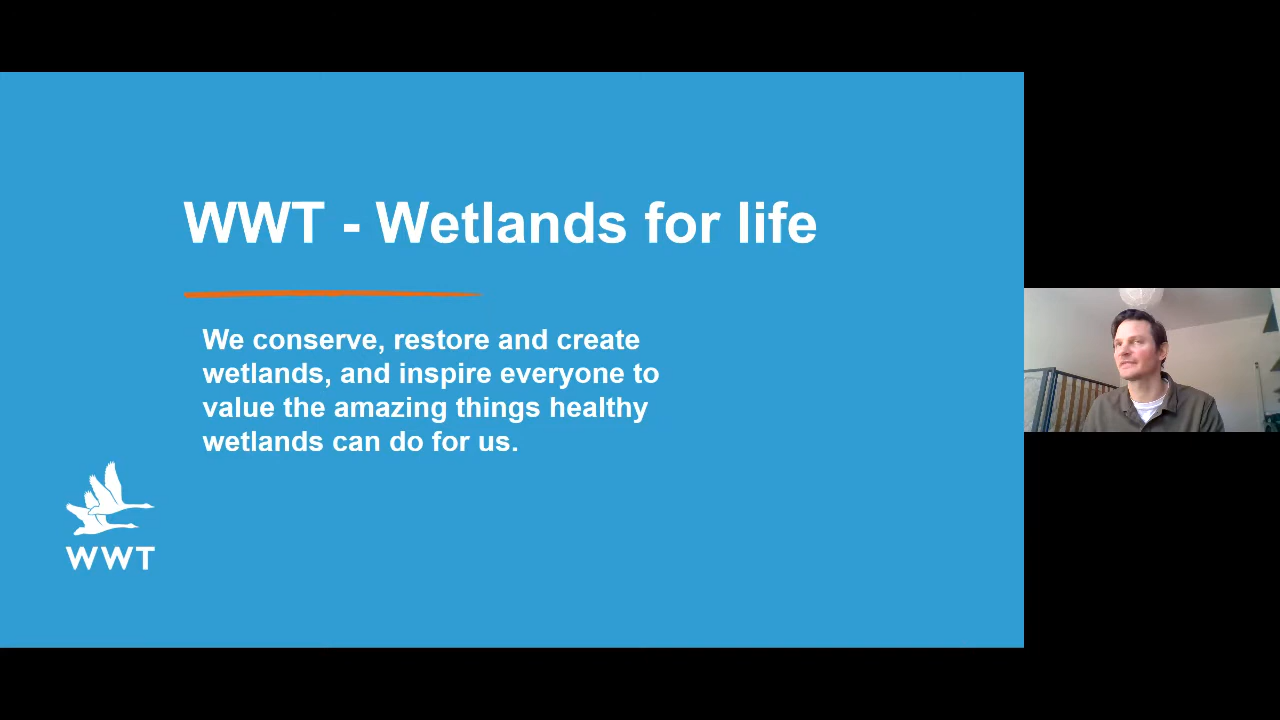 WWT - Wetlands for life
We conserve, restore and create
wetlands, and inspire everyone to
value the amazing things healthy
wetlands can do for us.
WWT